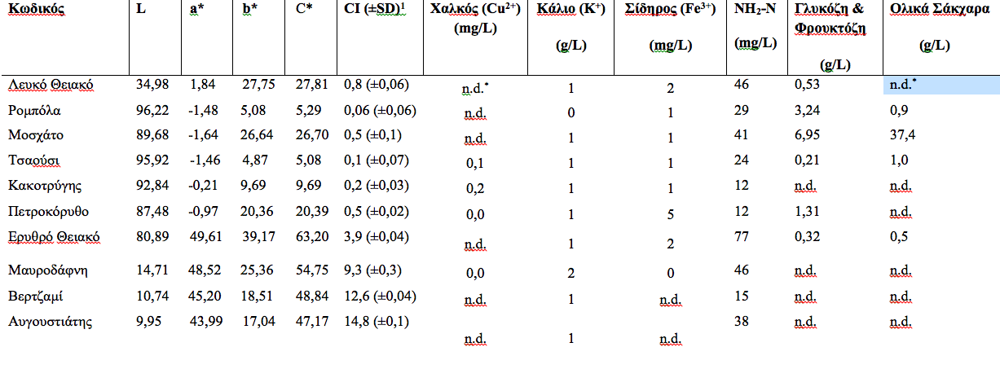 Κωδικός L a* b* C* CI (±SD)¹ Χαλκός (Cu²⁺) (mg/L) Κάλιο (K⁺) (g/L) Σίδηρος (Fe³⁺) (mg/L) NH₂-N (mg/L) Γλυκόζη & Φρουκτόζη (g/L) Ολικά Σάκχαρα (g/L)
Λευκό Θειακό 34,98 1,84 27,75 27,81 0,8 (±0,06) n.d.* 1 2 46 0,53 n.d.*
Ρομπόλα 96,22 -1,48 5,08 5,29 0,06 (±0,06) n.d. 0 1 29 3,24 0,9
Μοσχάτο 89,68 -1,64 26,64 26,70 0,5 (±0,1) n.d. 1 1 41 6,95 37,4
Τσαούσι 95,92 -1,46 4,87 5,08 0,1 (±0,07) 0,1 1 1 24 0,21 1,0
Κακοτρύγης 92,84 -0,21 9,69 9,69 0,2 (±0,03) 0,2 1 1 12 n.d. n.d.
Πετροκόρυθο 87,48 -0,97 20,36 20,39 0,5 (±0,02) 0,0 1 5 12 1,31 n.d.
Ερυθρό Θειακό 80,89 49,61 39,17 63,20 3,9 (±0,04) n.d. 1 2 77 0,32 0,5
Μαυροδάφνη 14,71 48,52 25,36 54,75 9,3 (±0,3) 0,0 2 0 46 n.d. n.d.
Βερτζαμί 10,74 45,20 18,51 48,84 12,6 (±0,04) n.d. 1 n.d. 15 n.d. n.d.
Αυγουστιάτης 9,95 43,99 17,04 47,17 14,8 (±0,1) n.d. 1 n.d. 38 n.d. n.d.